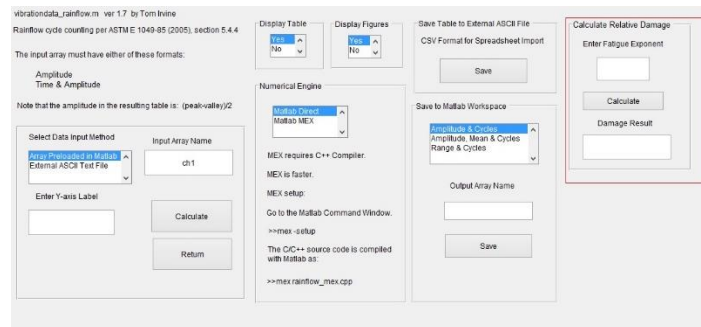 vibrationdata_rainflow.m ver 1.7 by Tom Irvine
Rainflow cycle counting per ASTM E 1049-85 (2005), section 5.4.4
The input array must have either of these formats:
Amplitude
Time & Amplitude
Note that the amplitude in the resulting table is: (peak-valley)/2
Select Data Input Method
Array Preloaded in Matlab
External ASCII Text File
Input Array Name
ch1
Enter Y-axis Label
Calculate
Return
Display Table
Yes
No
Display Figures
Yes
No
Numerical Engine
Matlab Direct
Matlab MEX
MEX requires C++ Compiler.
MEX is faster.
MEX setup:
Go to the Matlab Command Window.
>>mex -setup
The C/C++ source code is compiled
with Matlab as:
>>mex rainflow_mex.cpp
Save Table to External ASCII File
CSV Format for Spreadsheet Import
Save
Save to Matlab Workspace
Amplitude & Cycles
Amplitude, Mean & Cycles
Range & Cycles
Output Array Name
Save
Calculate Relative Damage
Enter Fatigue Exponent
Calculate
Damage Result